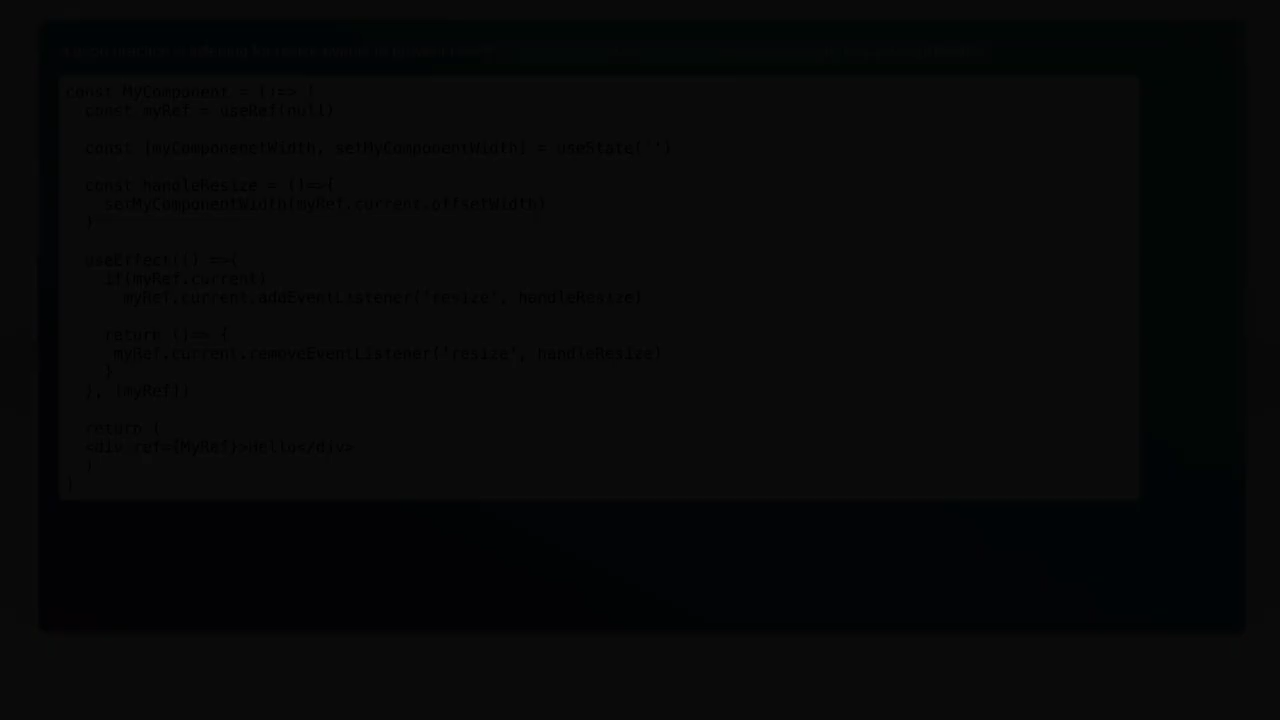 const MyComponent = ()=> {
const myRef = useRef(null)
const [myComponenetWidth, setMyComponentWidth] = useState('')
const handleResize = ()=>{
setMyComponentWidth(myRef.current.offsetWidth)
}
useEffect(() =>{
if(myRef.current)
myRef.current.addEventListener('resize', handleResize)
return ()=> {
myRef.current.removeEventListener('resize', handleResize)
}
}, [myRef])
return (
<div ref={MyRef}>Hello</div>
)
}